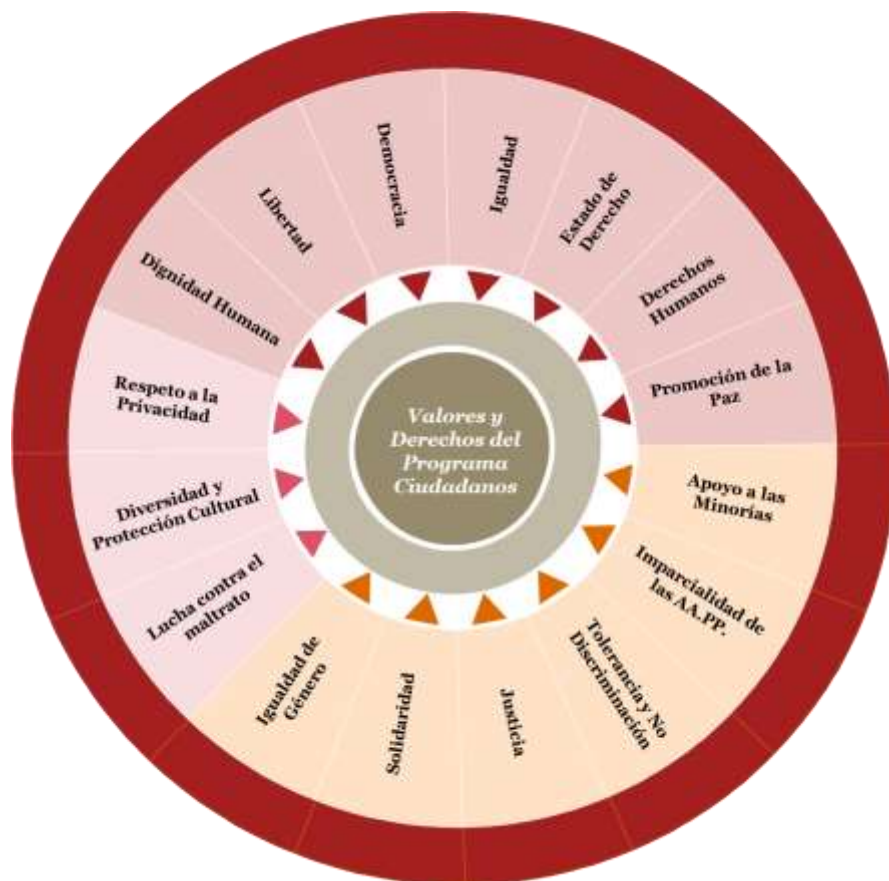 Valores y
Derechos del
Programa
Ciudadanos
Democracia
Igualdad
Estado de
Derecho
Derechos
Humanos
Promoción de la
Paz
Apoyo a las
Minorías
Imparcialidad de
las AA.PP.
Tolerancia y No
Discriminación
Justicia
Solidaridad
Igualdad de
Género
Lucha contra el
maltrato
Diversidad y
Protección Cultural
Respeto a la
Privacidad
Dignidad Humana
Libertad